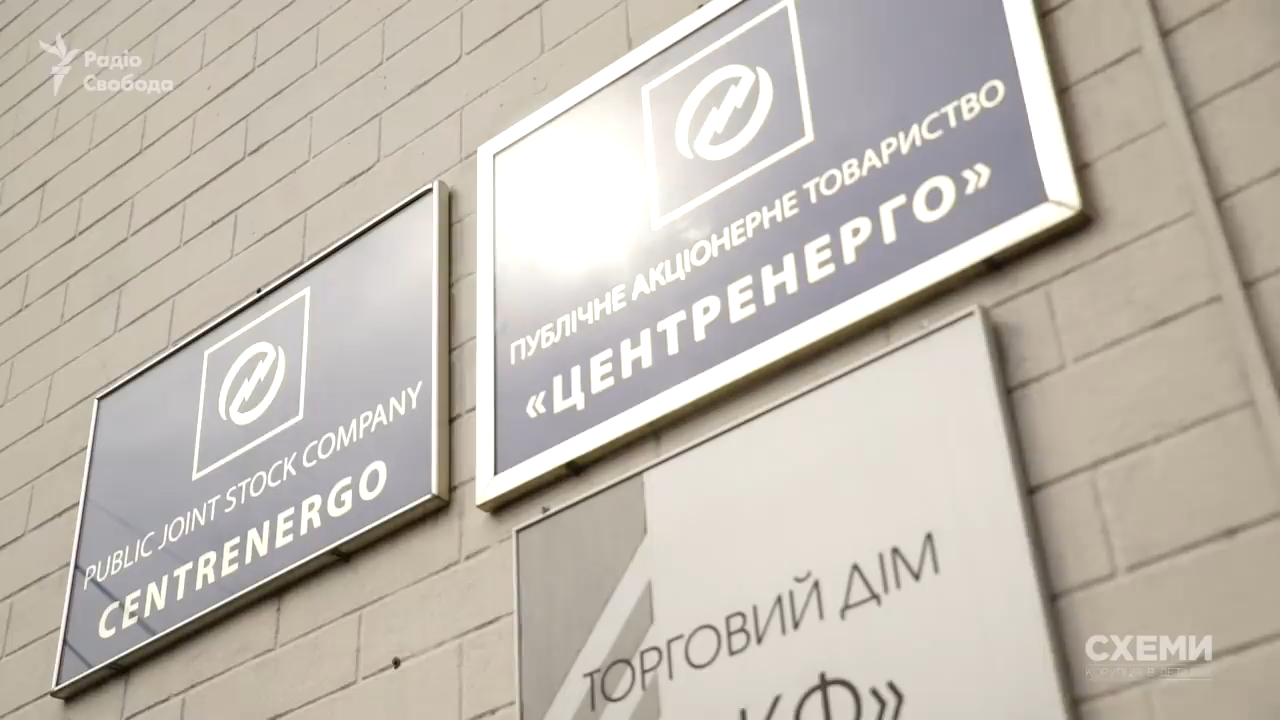 Радіо
Свобода
ПУБЛІЧНЕ АКЦІОНЕРНЕ ТОВАРИСТВО
«ЦЕНТРЕНЕРГО»
PUBLIC JOINT STOCK COMPANY
CENTRENERGO
ТОРГОВИЙ ДІМ
СХЕМИ